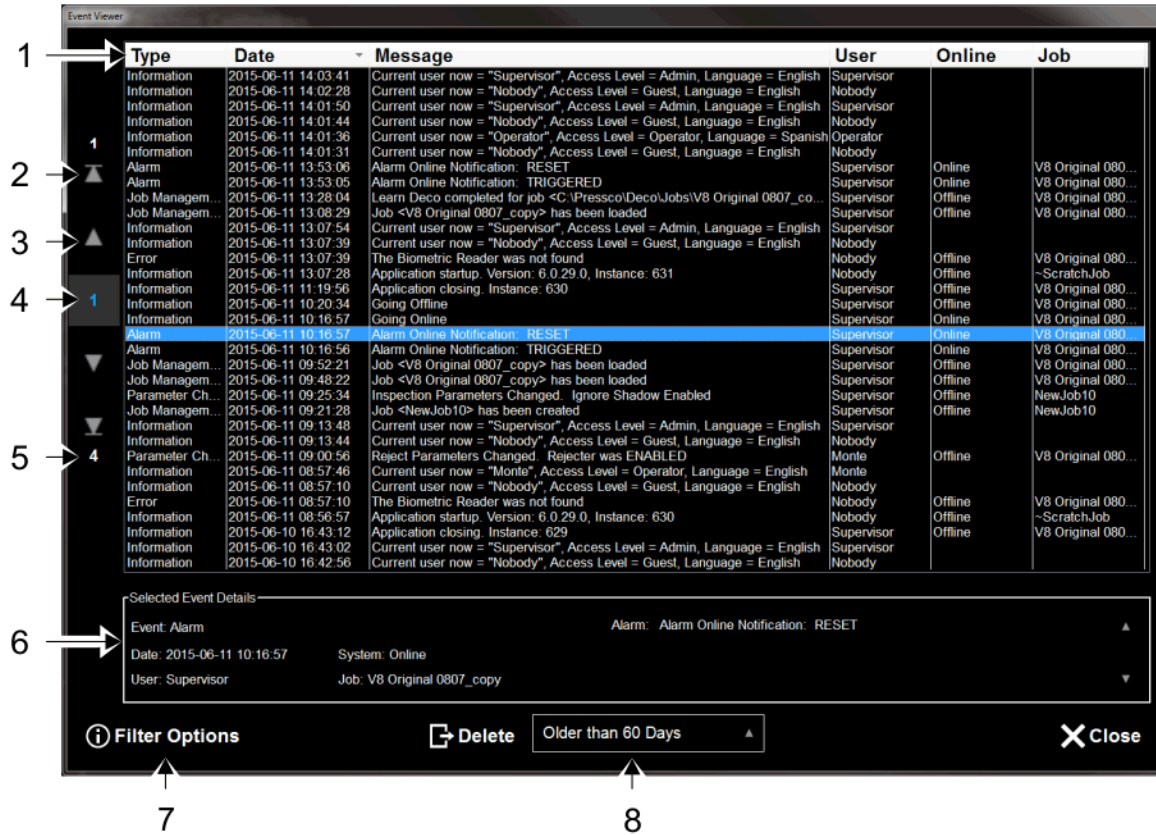 Event Viewer
1
Type Date Message User Online Job
Information 2015-06-11 14:03:41 Current user now = "Supervisor", Access Level = Admin, Language = English Supervisor
Information 2015-06-11 14:02:28 Current user now = "Nobody", Access Level = Guest, Language = English Nobody
Information 2015-06-11 14:01:50 Current user now = "Supervisor", Access Level = Admin, Language = English Supervisor
Information 2015-06-11 14:01:44 Current user now = "Nobody", Access Level = Guest, Language = English Nobody
Information 2015-06-11 14:01:36 Current user now = "Operator", Access Level = Operator, Language = Spanish Operator
1
Information 2015-06-11 14:01:31 Current user now = "Nobody", Access Level = Guest, Language = English Nobody
2
Alarm 2015-06-11 13:53:06 Alarm Online Notification: RESET Supervisor Online V8 Original 080...
Alarm 2015-06-11 13:53:05 Alarm Online Notification: TRIGGERED Supervisor Online V8 Original 080...
Job Managem... 2015-06-11 13:28:04 Learn Deco completed for job <C:\Pressco\Deco\Jobs\V8 Original 0807_co... Supervisor Offline V8 Original 080...
Job Managem... 2015-06-11 13:08:29 Job <V8 Original 0807_copy> has been loaded Supervisor Offline V8 Original 080...
Information 2015-06-11 13:07:54 Current user now = "Supervisor", Access Level = Admin, Language = English Supervisor
3
Information 2015-06-11 13:07:39 Current user now = "Nobody", Access Level = Guest, Language = English Nobody
Error 2015-06-11 13:07:39 The Biometric Reader was not found Nobody Offline V8 Original 080...
Information 2015-06-11 13:07:28 Application startup. Version: 6.0.29.0, Instance: 631 Nobody Offline ~ScratchJob
Information 2015-06-11 11:19:56 Application closing. Instance: 630 Supervisor Offline V8 Original 080...
4
1
Information 2015-06-11 10:20:34 Going Offline Supervisor Offline V8 Original 080...
Information 2015-06-11 10:16:57 Going Online Supervisor Online V8 Original 080...
Alarm 2015-06-11 10:16:57 Alarm Online Notification: RESET Supervisor Online V8 Original 080...
Alarm 2015-06-11 10:16:56 Alarm Online Notification: TRIGGERED Supervisor Online V8 Original 080...
Job Managem... 2015-06-11 09:52:21 Job <V8 Original 0807_copy> has been loaded Supervisor Offline V8 Original 080...
Job Managem... 2015-06-11 09:48:22 Job <V8 Original 0807_copy> has been loaded Supervisor Offline V8 Original 080...
Parameter Ch... 2015-06-11 09:25:34 Inspection Parameters Changed. Ignore Shadow Enabled Supervisor Offline NewJob10
Job Managem... 2015-06-11 09:21:28 Job <NewJob10> has been created Supervisor Offline NewJob10
Information 2015-06-11 09:13:48 Current user now = "Supervisor", Access Level = Admin, Language = English Supervisor
Information 2015-06-11 09:13:44 Current user now = "Nobody", Access Level = Guest, Language = English Nobody
5
4
Parameter Ch... 2015-06-11 09:00:56 Reject Parameters Changed. Rejecter was ENABLED Monte Offline V8 Original 080...
Information 2015-06-11 08:57:46 Current user now = "Monte", Access Level = Operator, Language = English Monte
Information 2015-06-11 08:57:10 Current user now = "Nobody", Access Level = Guest, Language = English Nobody
Error 2015-06-11 08:57:10 The Biometric Reader was not found Nobody Offline V8 Original 080...
Information 2015-06-11 08:56:57 Application startup. Version: 6.0.29.0, Instance: 630 Nobody Offline ~ScratchJob
Information 2015-06-10 16:43:12 Application closing. Instance: 629 Supervisor Offline V8 Original 080...
Information 2015-06-10 16:43:02 Current user now = "Supervisor", Access Level = Admin, Language = English Supervisor
Information 2015-06-10 16:42:56 Current user now = "Nobody", Access Level = Guest, Language = English Nobody
Selected Event Details
Event: Alarm Alarm: Alarm Online Notification: RESET
6
Date: 2015-06-11 10:16:57 System: Online
User: Supervisor Job: V8 Original 0807_copy
Filter Options Delete Older than 60 Days Close
7 8